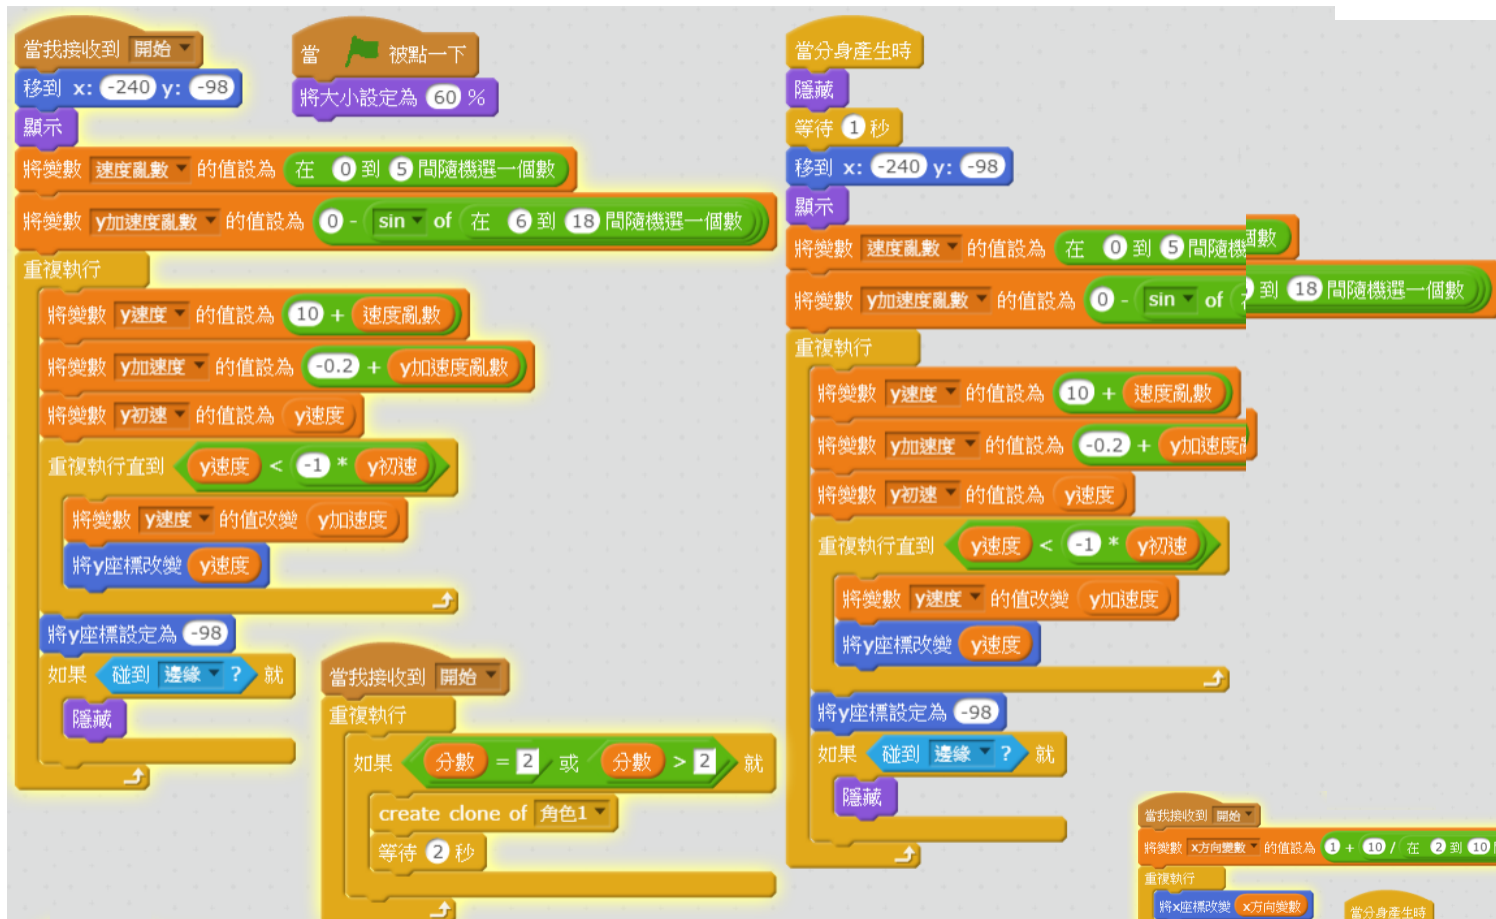 當我接收到 開始
移到 x: -240 y: -98
顯示
將變數 速度亂數 的值設為 在 0 到 5 間隨機選一個數
將變數 y加速度亂數 的值設為 0 - sin of 在 6 到 18 間隨機選一個數
重複執行
將變數 y速度 的值設為 10 + 速度亂數
將變數 y加速度 的值設為 -0.2 + y加速度亂數
將變數 y初速 的值設為 y速度
重複執行直到 y速度 < -1 * y初速
將變數 y速度 的值改變 y加速度
將y座標改變 y速度
將y座標設定為 -98
如果 碰到 邊緣 ? 就
隱藏
當 被點一下
將大小設定為 60 %
當我接收到 開始
重複執行
如果 分數 = 2 或 分數 > 2 就
create clone of 角色1
等待 2 秒
當分身產生時
隱藏
等待 1 秒
移到 x: -240 y: -98
顯示
將變數 速度亂數 的值設為 在 0 到 5 間隨機 個數
將變數 y加速度亂數 的值設為 0 - sin of 到 18 間隨機選一個數
重複執行
將變數 y速度 的值設為 10 + 速度亂數
將變數 y加速度 的值設為 -0.2 + y加速度
將變數 y初速 的值設為 y速度
重複執行直到 y速度 < -1 * y初速
將變數 y速度 的值改變 y加速度
將y座標改變 y速度
將y座標設定為 -98
如果 碰到 邊緣 ? 就
隱藏
當我接收到 開始
將變數 x方向變數 的值設為 1 + 10 / 在 2 到 10
重複執行
將x座標改變 x方向變數
當分身產生時